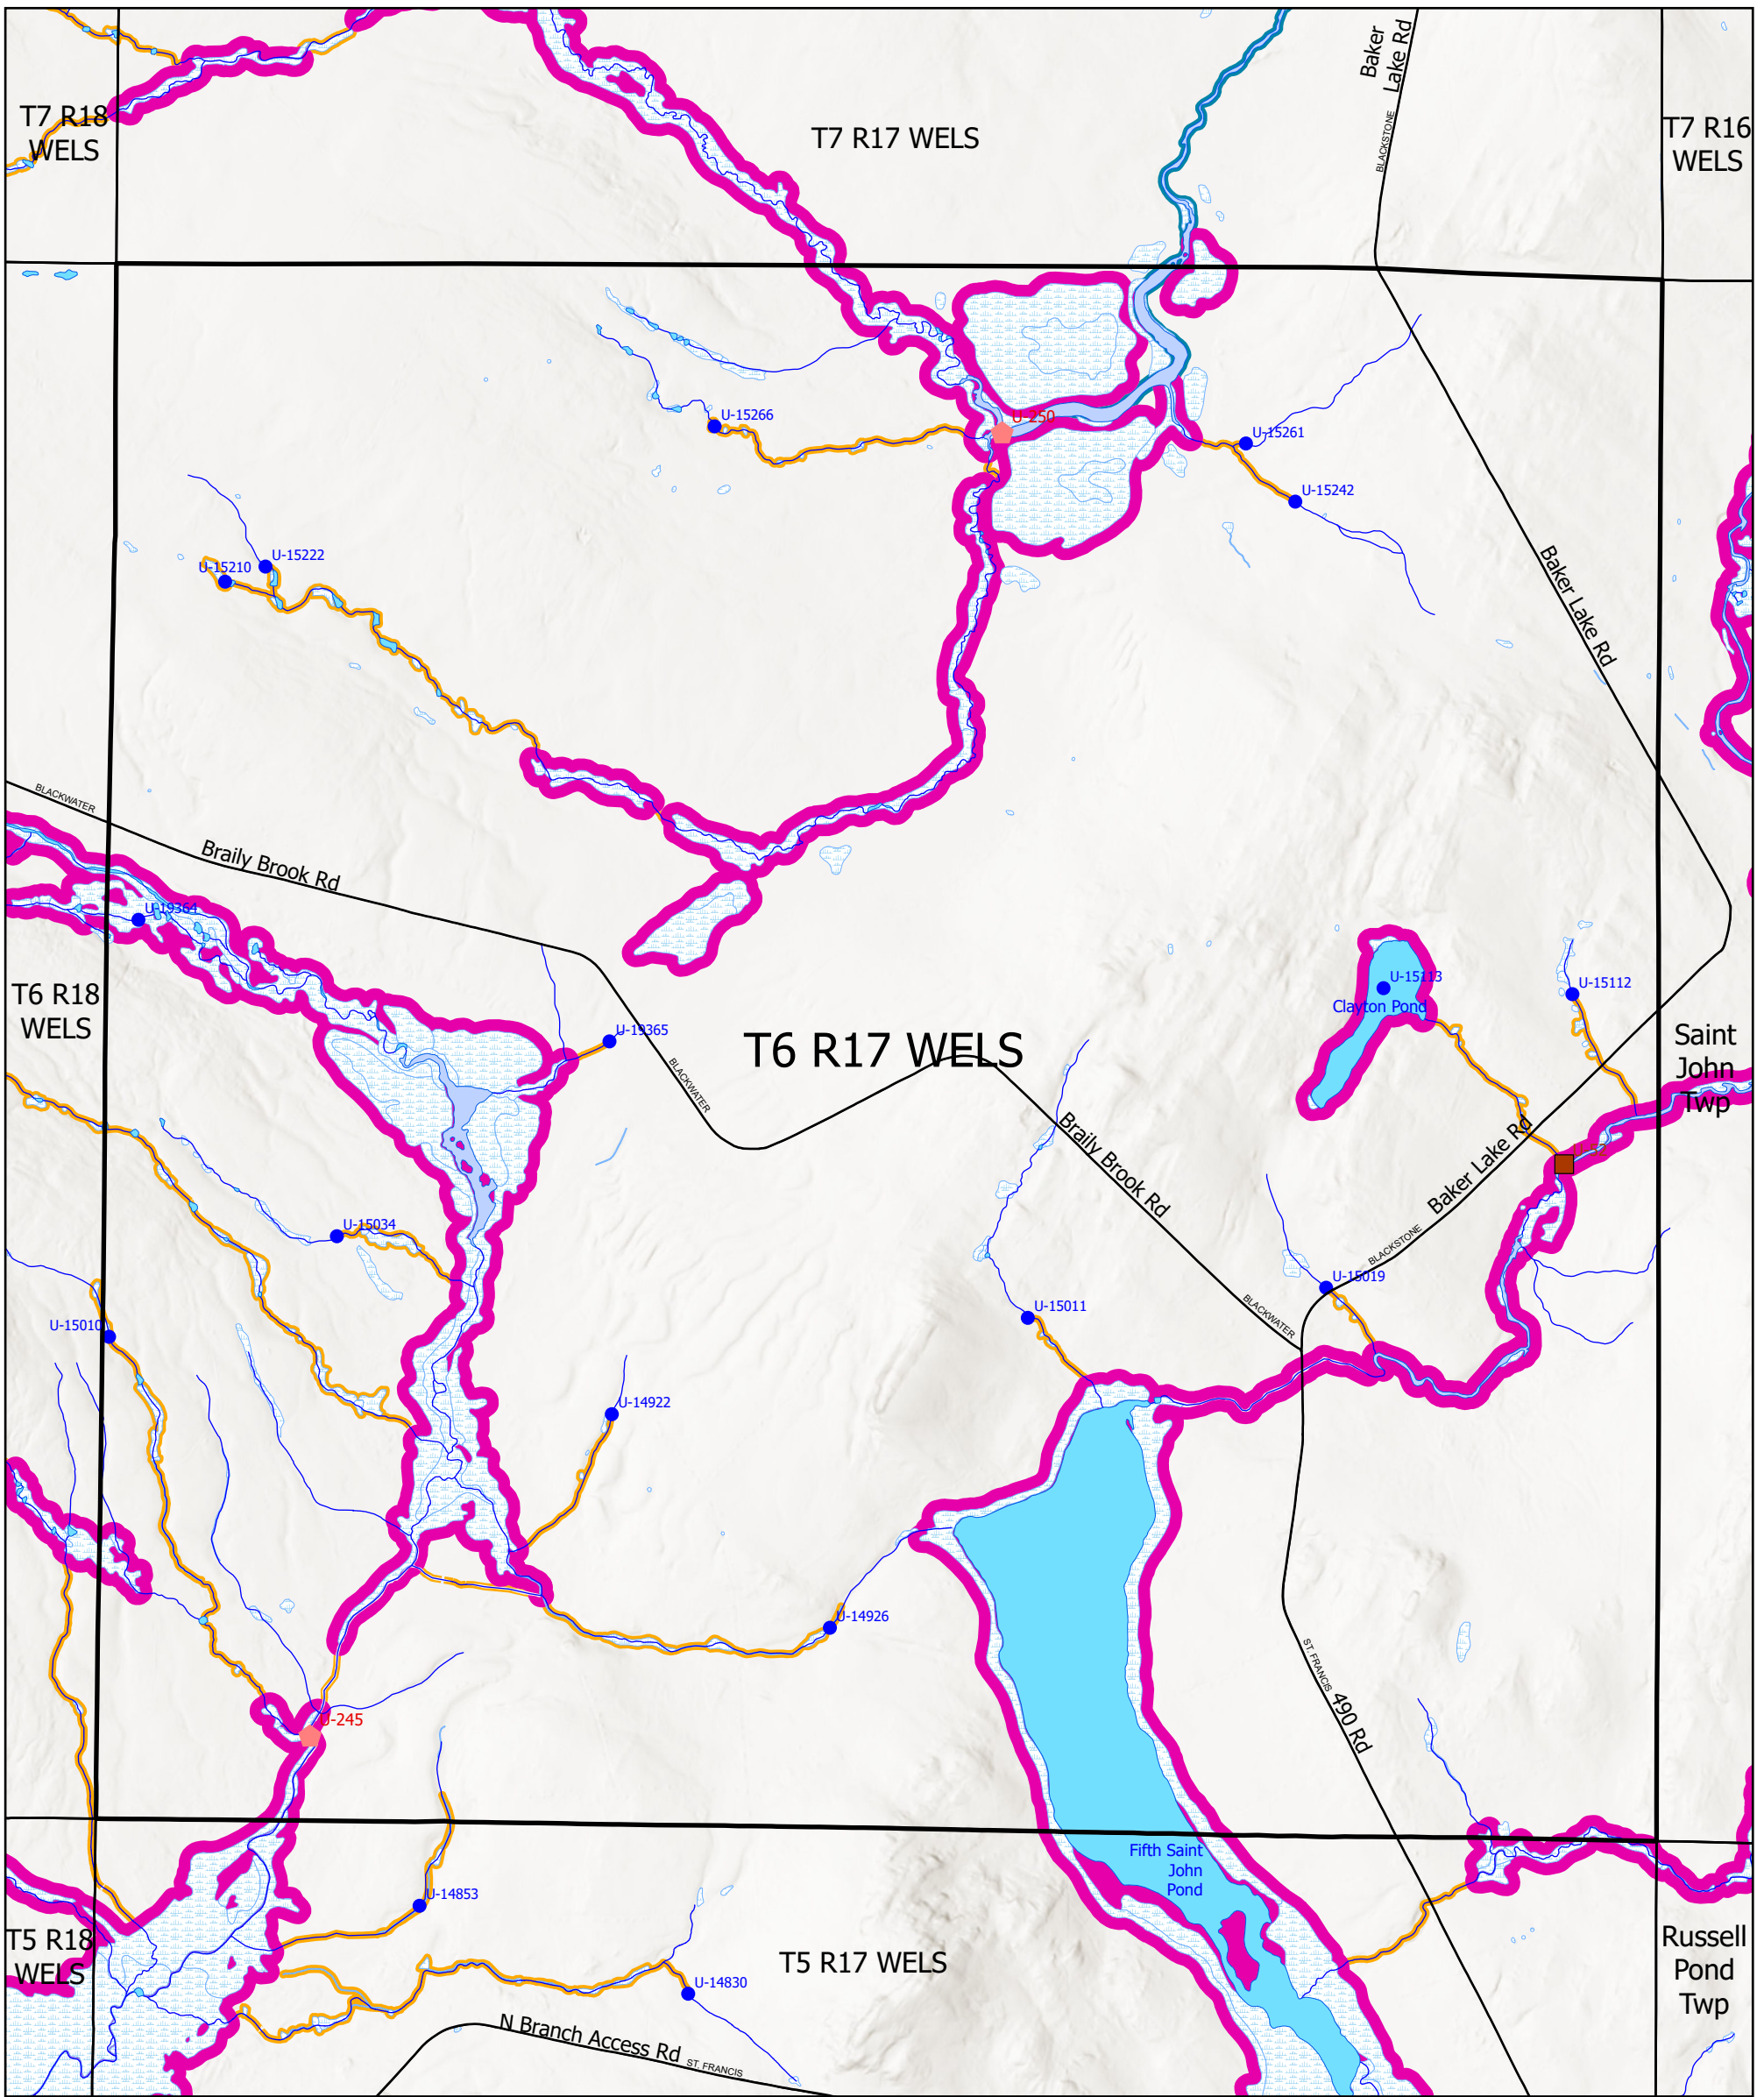 Baker
Lake Rd
BLACKSTONE
T7 R18
WELS
T7 R17 WELS
T7 R16
WELS
U-15266
U-250
U-15261
U-15242
U-15222
U-15210
Baker Lake Rd
BLACKWATER
Braily Brook Rd
U-19364
U-15113
Clayton Pond
U-15112
T6 R18
WELS
U-19365
T6 R17 WELS
BLACKWATER
Saint
John
Twp
Braily Brook Rd
Baker Lake Rd
U-15034
BLACKSTONE
U-15019
BLACKWATER
U-15011
U-15010
U-14922
U-14926
ST. FRANCIS
490 Rd
U-245
Fifth Saint
John
Pond
U-14853
T5 R18
WELS
T5 R17 WELS
Russell
Pond
Twp
U-14830
N Branch Access Rd
ST. FRANCIS